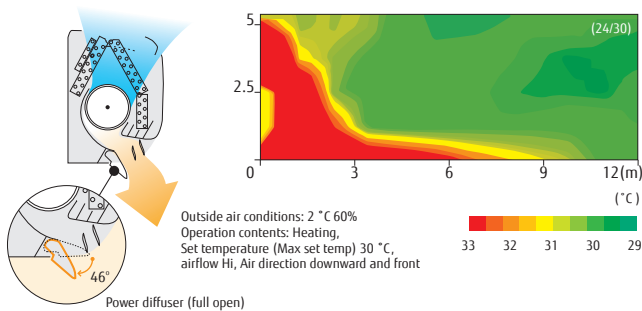 5
(24/30)
2.5
0
0
3
6
9
12(m)
(˚C)
33
32
31
30
29
Outside air conditions: 2 ˚C 60%
Operation contents: Heating,
Set temperature (Max set temp) 30 ˚C,
airflow Hi, Air direction downward and front
46°
Power diffuser (full open)